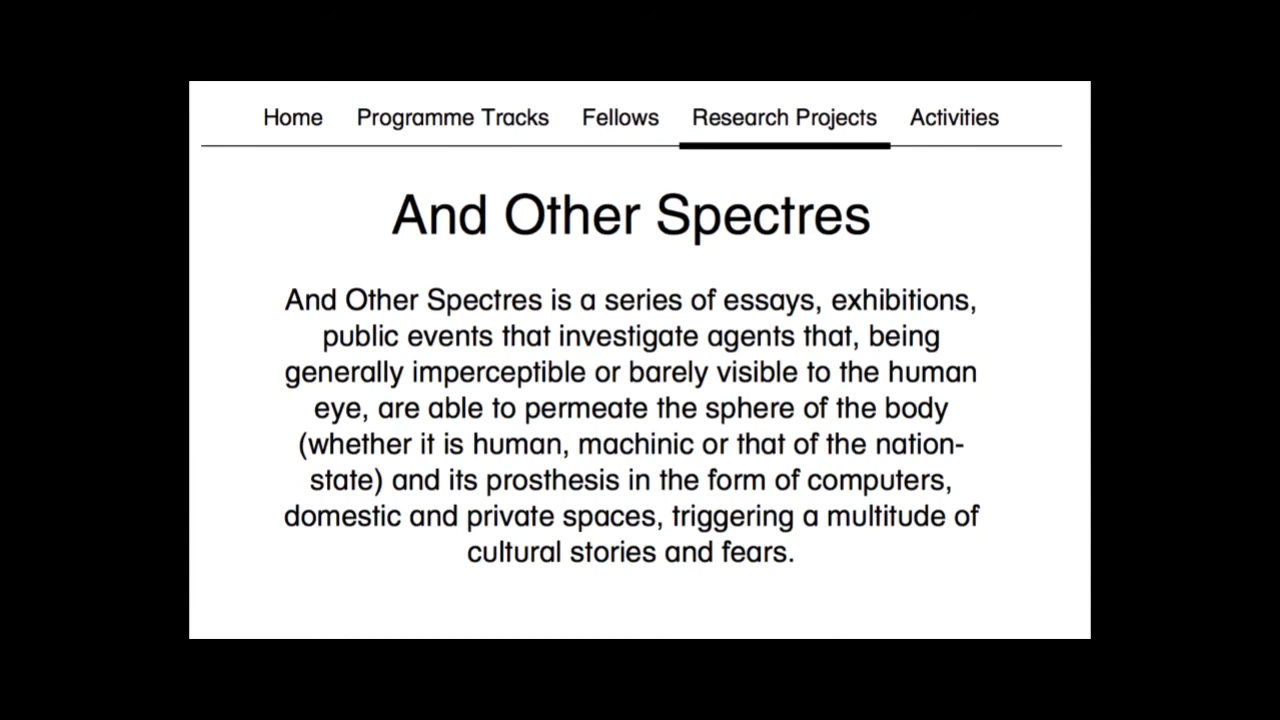 Home Programme Tracks Fellows Research Projects Activities
And Other Spectres
And Other Spectres is a series of essays, exhibitions,
public events that investigate agents that, being
generally imperceptible or barely visible to the human
eye, are able to permeate the sphere of the body
(whether it is human, machinic or that of the nation-
state) and its prosthesis in the form of computers,
domestic and private spaces, triggering a multitude of
cultural stories and fears.